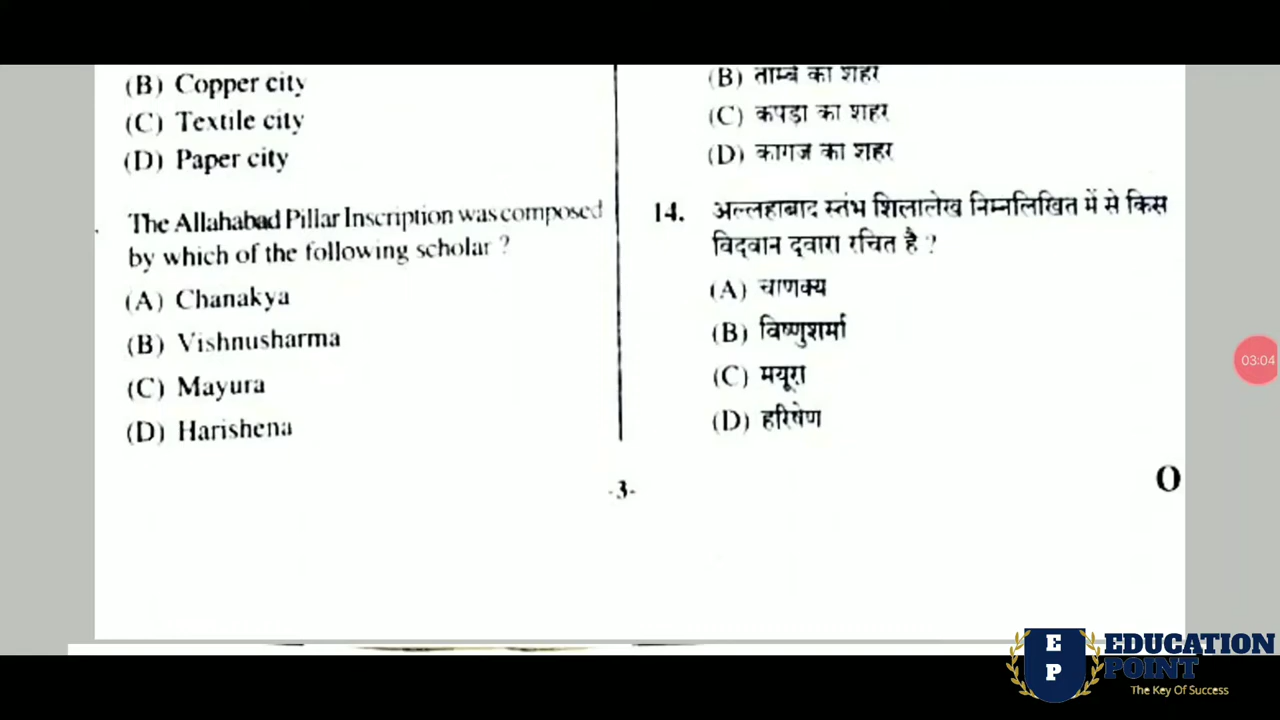 (B) Copper city
(C) Textile city
(D) Paper city
The Allahabad Pillar Inscription was composed
by which of the following scholar ?
(A) Chanakya
(B) Vishnusharma
(C) Mayura
(D) Harishena
(B) ताम्बे का शहर
(C) कपड़ा का शहर
(D) कागज का शहर
14. अल्लहाबाद स्तंभ शिलालेख निम्नलिखित में से किस
विद्वान द्वारा रचित है ?
(A) चाणक्य
(B) विष्णुशर्मा
(C) मयूरा
(D) हरिषेण
-3-
O
03:04
EP
EDUCATION
POINT
The Key Of Success